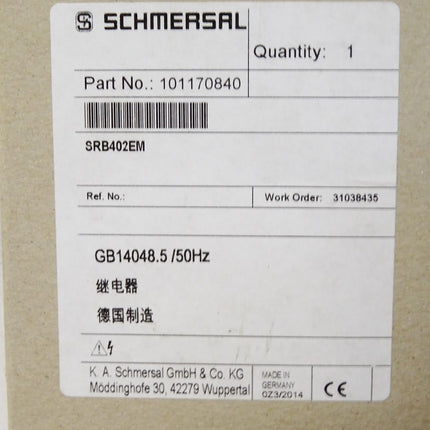 SCHMERSAL
Quantity: 1
Part No.: 101170840
SRB402EM
Ref. No.:
Work Order: 31038435
GB14048.5 /50Hz
继电器
德国制造
K. A. Schmersal GmbH & Co. KG
Möddinghofe 30, 42279 Wuppertal
MADE IN
GERMANY
0Z3/2014
CE